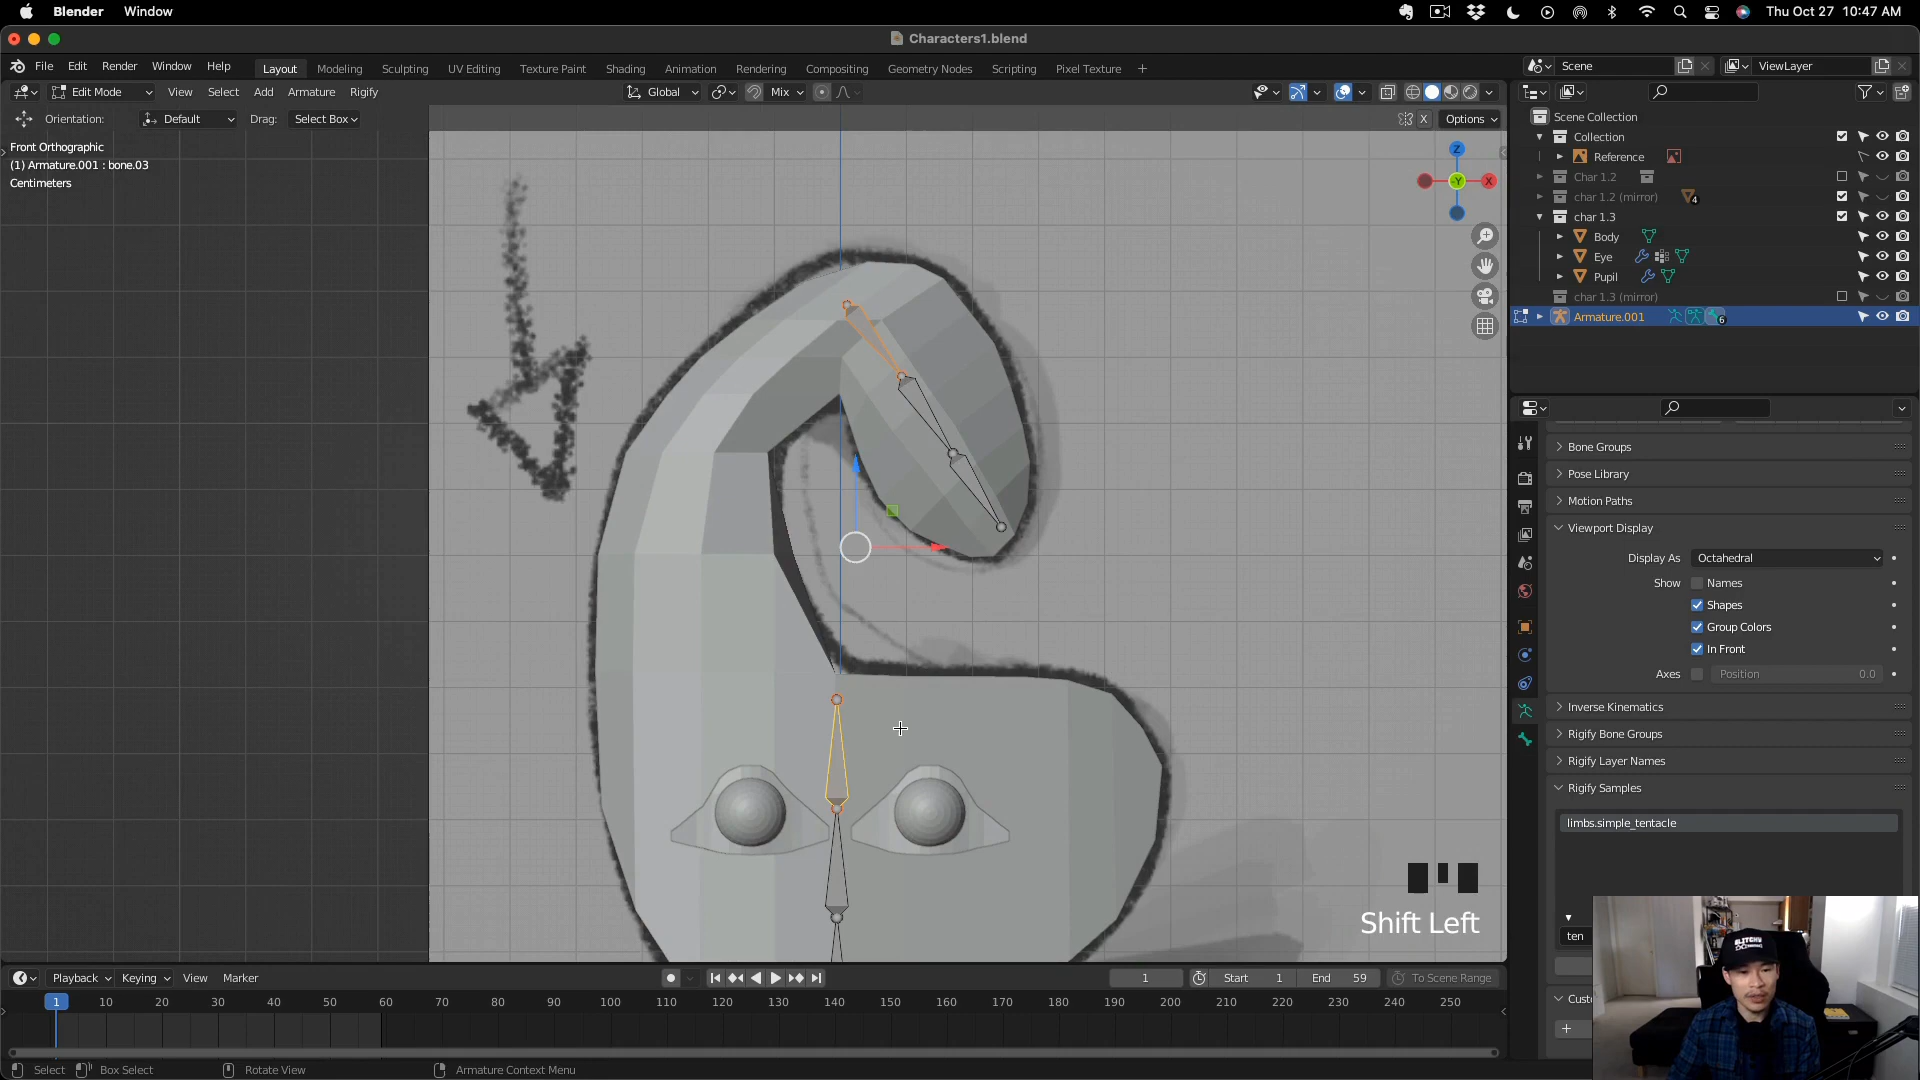 Blender Window
Thu Oct 27 10:47 AM
Characters1.blend
File Edit Render Window Help
Layout Modeling Sculpting UV Editing Texture Paint Shading Animation Rendering Compositing Geometry Nodes Scripting Pixel Texture +
Scene ViewLayer
Edit Mode View Select Add Armature Rigify
Global Mix
Orientation: Default Drag: Select Box
X Options
Front Orthographic
(1) Armature.001 : bone.03
Centimeters
Z
-Y
X
Scene Collection
Collection
Reference
Char 1.2
char 1.2 (mirror)
4
char 1.3
Body
Eye
Pupil
char 1.3 (mirror)
Armature.001
6
Bone Groups
Pose Library
Motion Paths
Viewport Display
Display As Octahedral
Show Names
Shapes
Group Colors
In Front
Axes Position 0.0
Inverse Kinematics
Rigify Bone Groups
Rigify Layer Names
Rigify Samples
limbs.simple_tentacle
ten
Shift Left
GLITCH
Playback Keying View Marker
1 Start 1 End 59 To Scene Range
1 10 20 30 40 50 60 70 80 90 100 110 120 130 140 150 160 170 180 190 200 210 220 230 240 250
Select Box Select Rotate View Armature Context Menu